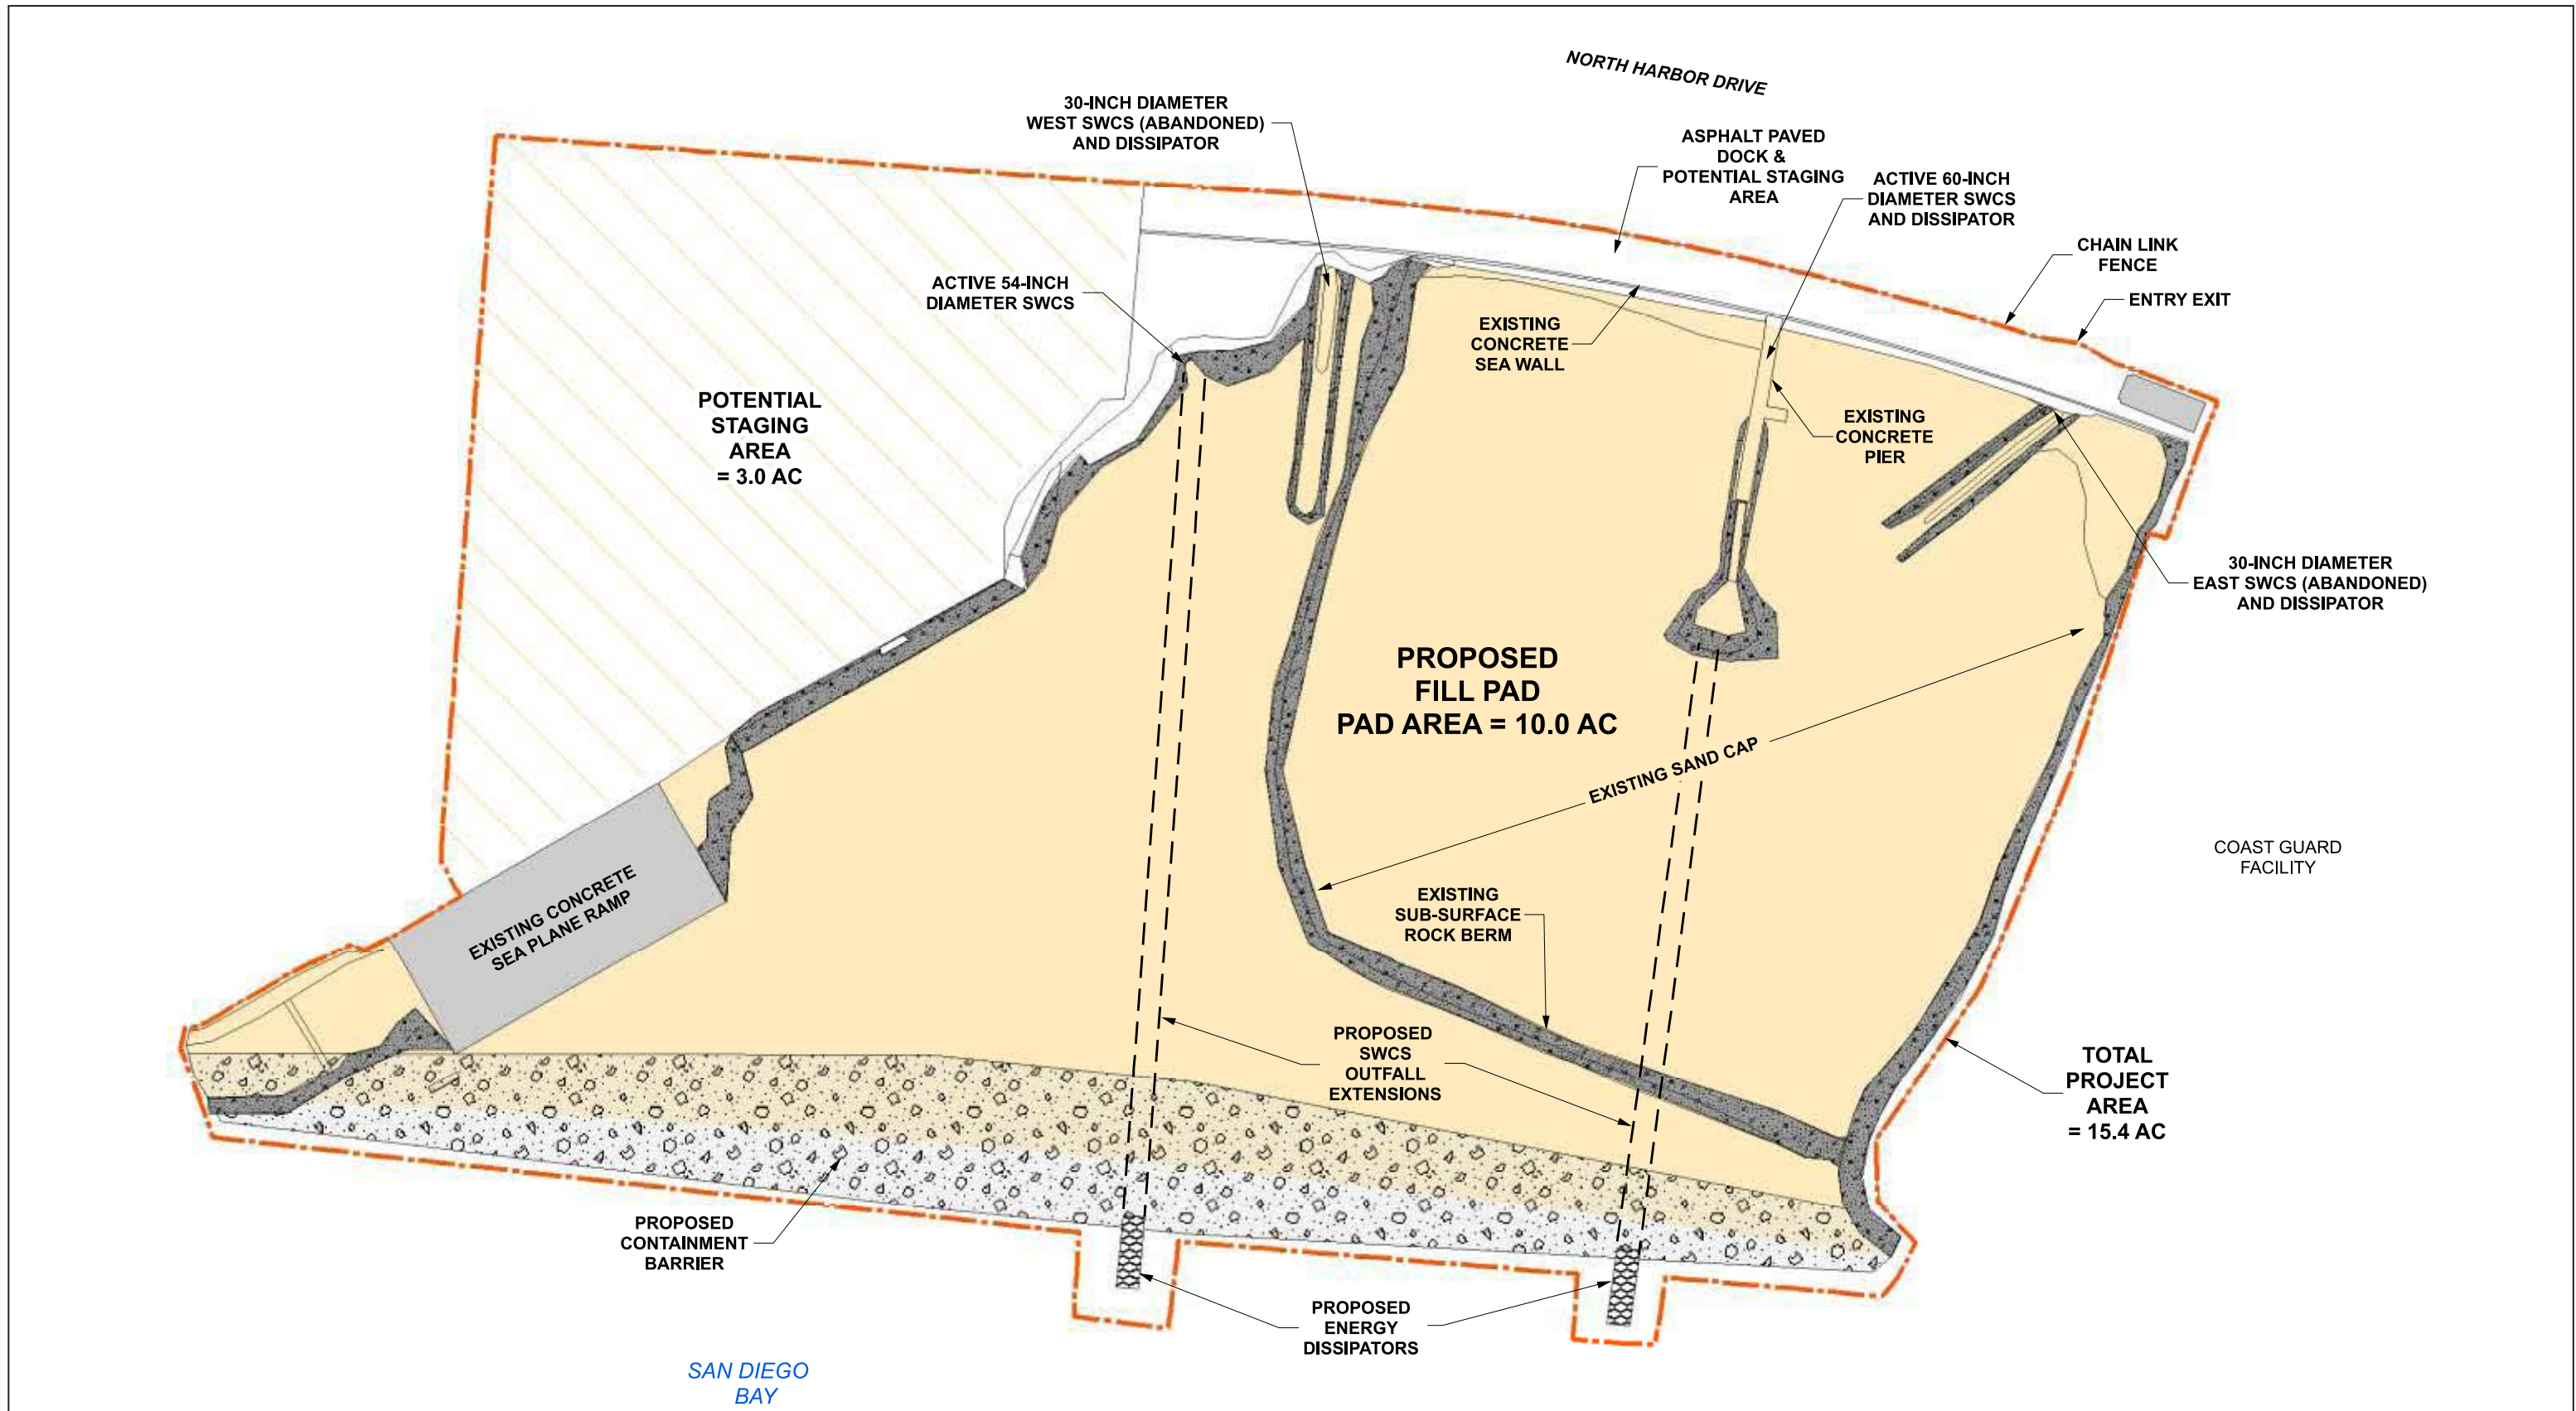 NORTH HARBOR DRIVE
30-INCH DIAMETER
WEST SWCS (ABANDONED)
AND DISSIPATOR
ASPHALT PAVED
DOCK &
POTENTIAL STAGING
AREA
ACTIVE 60-INCH
DIAMETER SWCS
AND DISSIPATOR
CHAIN LINK
FENCE
ENTRY EXIT
ACTIVE 54-INCH
DIAMETER SWCS
EXISTING
CONCRETE
SEA WALL
POTENTIAL
STAGING
AREA
= 3.0 AC
EXISTING
CONCRETE
PIER
30-INCH DIAMETER
EAST SWCS (ABANDONED)
AND DISSIPATOR
PROPOSED
FILL PAD
PAD AREA = 10.0 AC
EXISTING SAND CAP
COAST GUARD
FACILITY
EXISTING CONCRETE
SEA PLANE RAMP
EXISTING
SUB-SURFACE
ROCK BERM
PROPOSED
SWCS
OUTFALL
EXTENSIONS
TOTAL
PROJECT
AREA
= 15.4 AC
PROPOSED
CONTAINMENT
BARRIER
PROPOSED
ENERGY
DISSIPATORS
SAN DIEGO
BAY